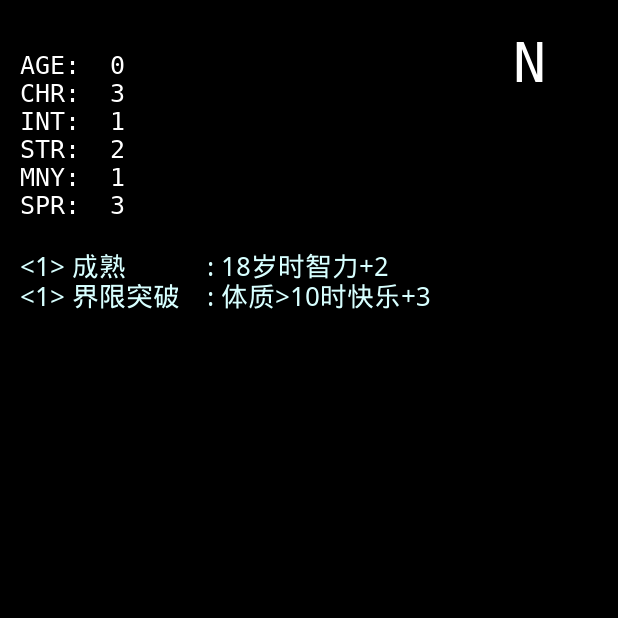 N
AGE: 0
CHR: 3
INT: 1
STR: 2
MNY: 1
SPR: 3
<1> 成熟 : 18岁时智力+2
<1> 界限突破 : 体质>10时快乐+3